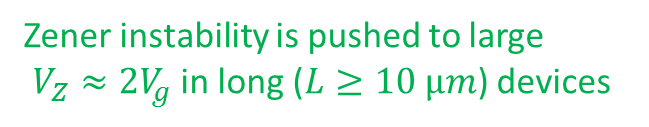 Zener instability is pushed to large
V_Z ≈ 2V_g in long (L ≥ 10 μm) devices